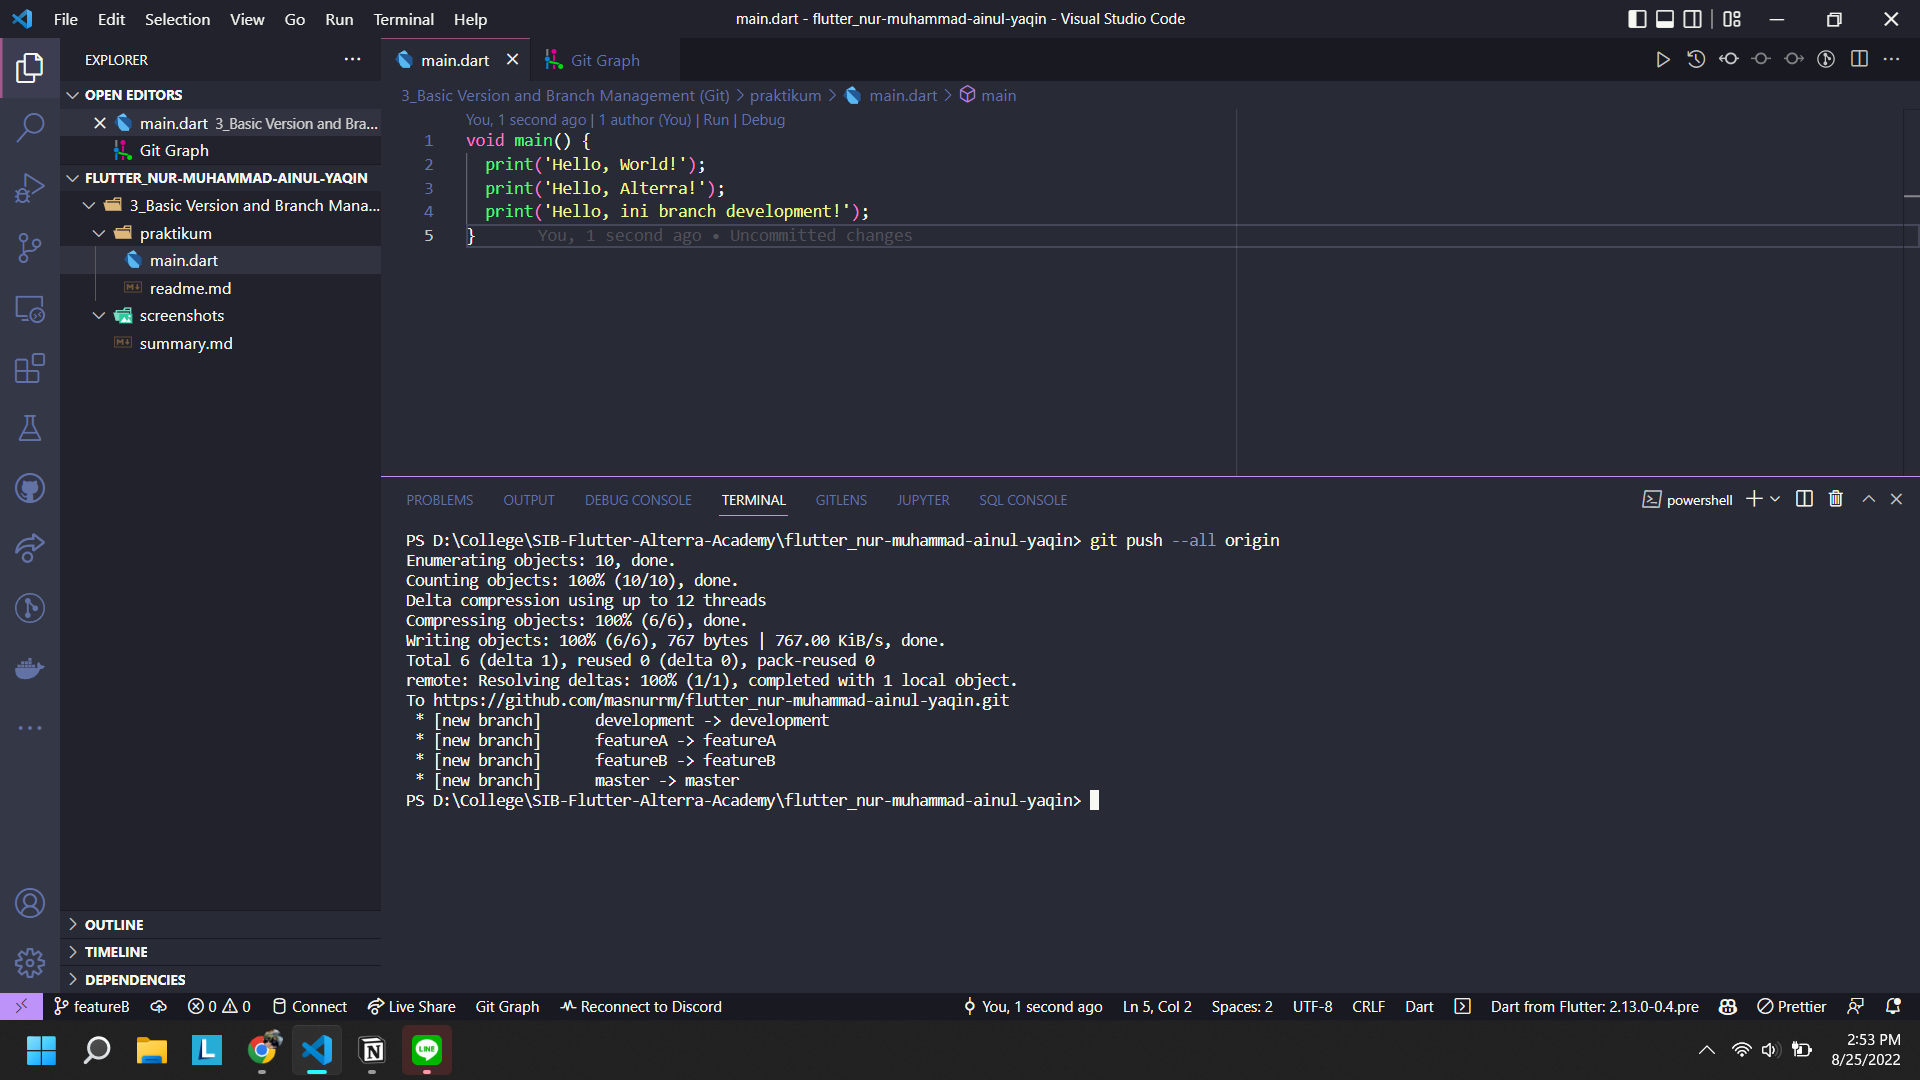 File Edit Selection View Go Run Terminal Help
main.dart - flutter_nur-muhammad-ainul-yaqin - Visual Studio Code
EXPLORER
OPEN EDITORS
main.dart 3_Basic Version and Bra...
Git Graph
FLUTTER_NUR-MUHAMMAD-AINUL-YAQIN
3_Basic Version and Branch Mana...
praktikum
main.dart
readme.md
screenshots
summary.md
OUTLINE
TIMELINE
DEPENDENCIES
main.dart
Git Graph
3_Basic Version and Branch Management (Git) > praktikum > main.dart > main
You, 1 second ago | 1 author (You) | Run | Debug
1 void main() {
2 print('Hello, World!');
3 print('Hello, Alterra!');
4 print('Hello, ini branch development!');
5 } You, 1 second ago • Uncommitted changes
PROBLEMS OUTPUT DEBUG CONSOLE TERMINAL GITLENS JUPYTER SQL CONSOLE
powershell
PS D:\College\SIB-Flutter-Alterra-Academy\flutter_nur-muhammad-ainul-yaqin> git push --all origin
Enumerating objects: 10, done.
Counting objects: 100% (10/10), done.
Delta compression using up to 12 threads
Compressing objects: 100% (6/6), done.
Writing objects: 100% (6/6), 767 bytes | 767.00 KiB/s, done.
Total 6 (delta 1), reused 0 (delta 0), pack-reused 0
remote: Resolving deltas: 100% (1/1), completed with 1 local object.
To https://github.com/masnurrm/flutter_nur-muhammad-ainul-yaqin.git
* [new branch] development -> development
* [new branch] featureA -> featureA
* [new branch] featureB -> featureB
* [new branch] master -> master
PS D:\College\SIB-Flutter-Alterra-Academy\flutter_nur-muhammad-ainul-yaqin>
featureB 0 0 Connect Live Share Git Graph Reconnect to Discord
You, 1 second ago Ln 5, Col 2 Spaces: 2 UTF-8 CRLF Dart Dart from Flutter: 2.13.0-0.4.pre Prettier
L
N
LINE
2:53 PM
8/25/2022